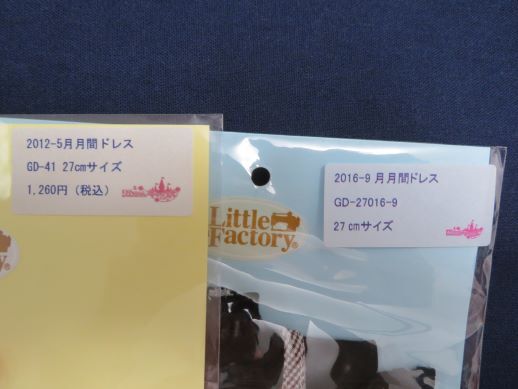 2012-5月月間ドレス
GD-41 27cmサイズ
1,260円（税込）
Factory®
Little
Factory®
2016-9 月月間ドレス
GD-27016-9
27㎝サイズ